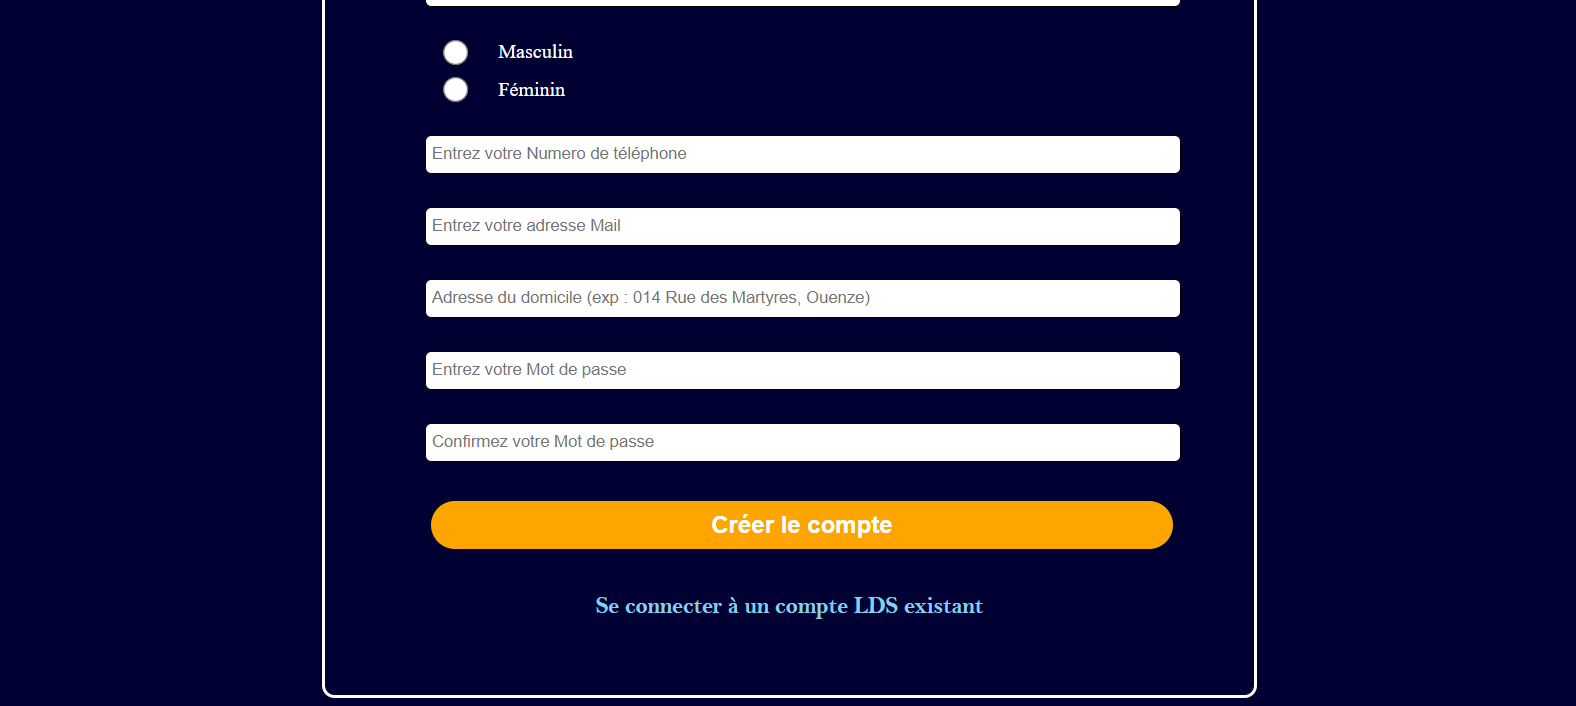 Masculin
Féminin
Entrez votre Numero de téléphone
Entrez votre adresse Mail
Adresse du domicile (exp : 014 Rue des Martyres, Ouenze)
Entrez votre Mot de passe
Confirmez votre Mot de passe
Créer le compte
Se connecter à un compte LDS existant